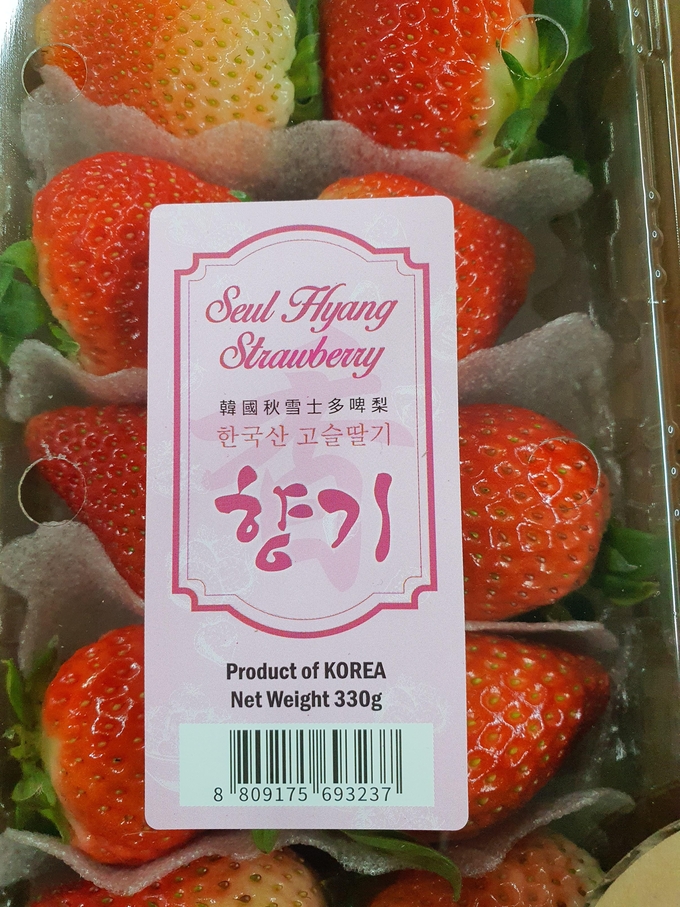 Seul Hyang
Strawberry
韓國秋雪士多啤梨
한국산 고슬딸기
향기
Product of KOREA
Net Weight 330g
8 809175 693237